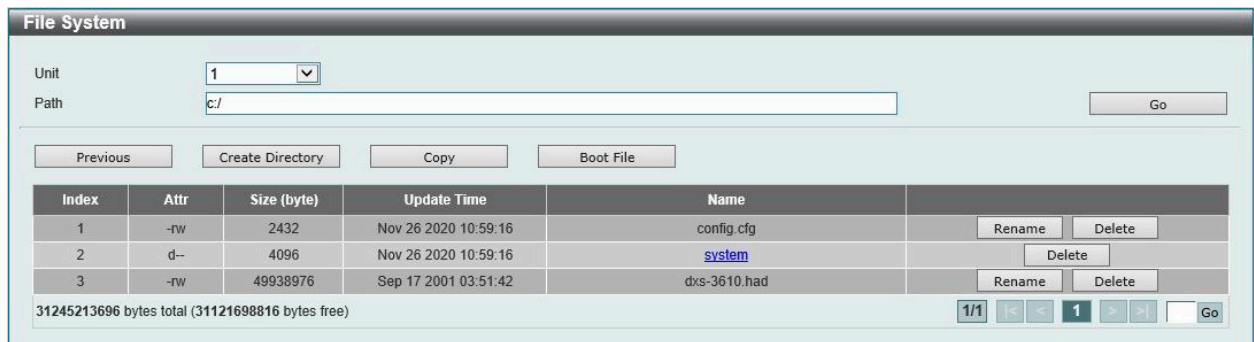 File System
Unit 1
Path c:/ Go
Previous Create Directory Copy Boot File
Index Attr Size (byte) Update Time Name
1 -rw 2432 Nov 26 2020 10:59:16 config.cfg Rename Delete
2 d-- 4096 Nov 26 2020 10:59:16 system Delete
3 -rw 49938976 Sep 17 2001 03:51:42 dxs-3610.had Rename Delete
31245213696 bytes total (31121698816 bytes free) 1/1 |< < 1 > >| Go